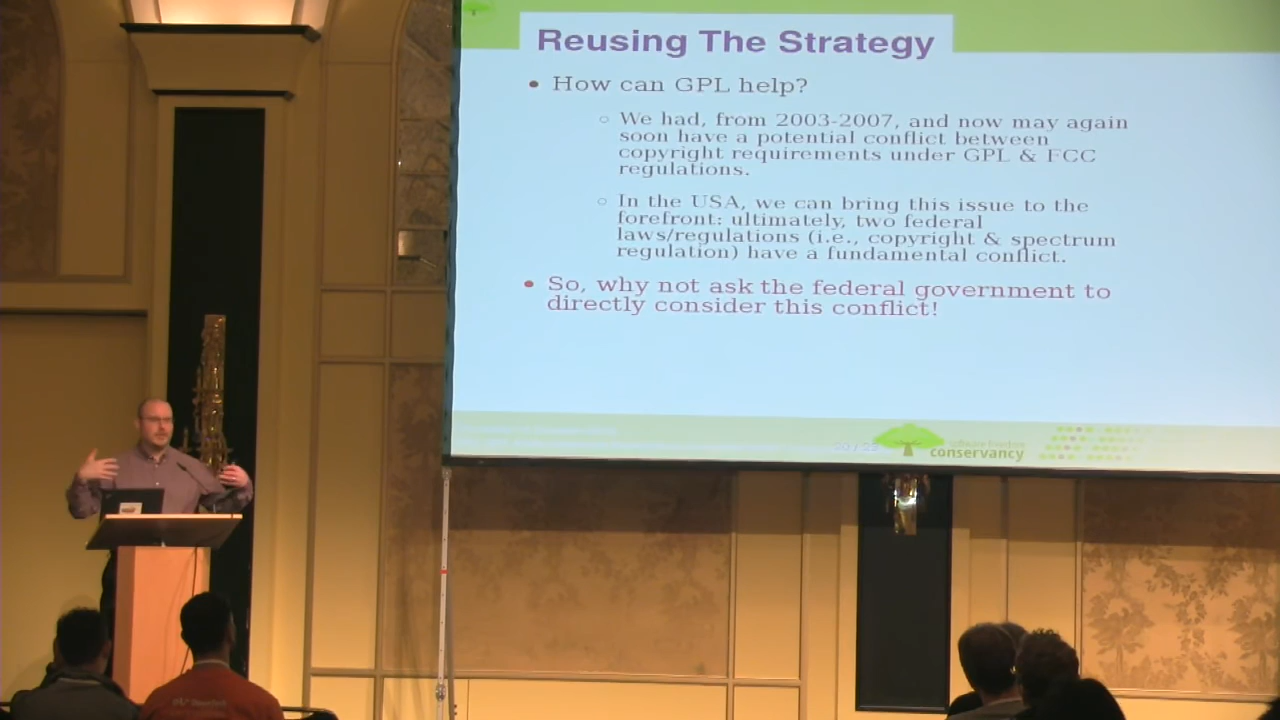 Reusing The Strategy
• How can GPL help?
○ We had, from 2003-2007, and now may again
soon have a potential conflict between
copyright requirements under GPL & FCC
regulations.
○ In the USA, we can bring this issue to the
forefront: ultimately, two federal
laws/regulations (i.e., copyright & spectrum
regulation) have a fundamental conflict.
• So, why not ask the federal government to
directly consider this conflict!
conservancy